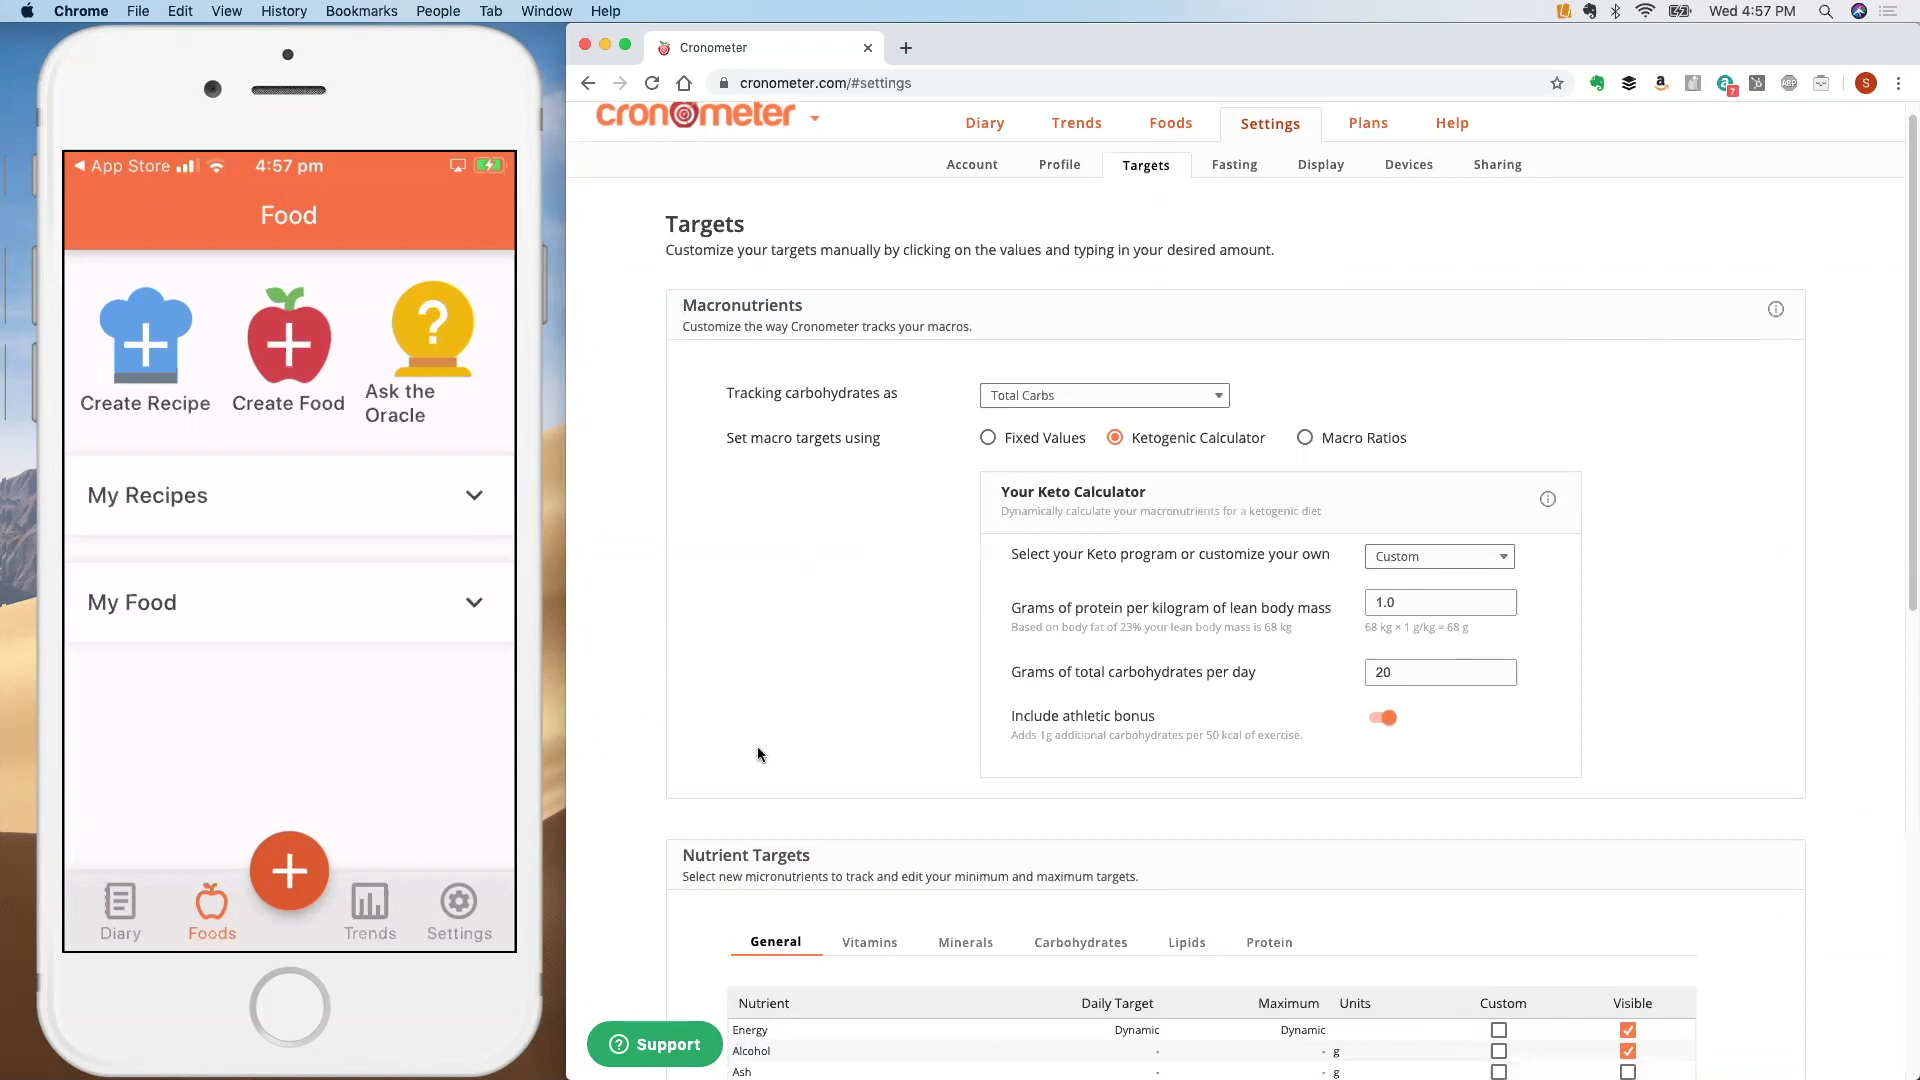 Chrome File Edit View History Bookmarks People Tab Window Help
Wed 4:57 PM
App Store
4:57 pm
Food
Create Recipe
Create Food
Ask the
Oracle
My Recipes
My Food
Diary
Foods
Trends
Settings
Cronometer
cronometer.com/#settings
ABP
7
S
cronometer
Diary Trends Foods Settings Plans Help
Account Profile Targets Fasting Display Devices Sharing
Targets
Customize your targets manually by clicking on the values and typing in your desired amount.
Macronutrients
Customize the way Cronometer tracks your macros.
Tracking carbohydrates as
Total Carbs
Set macro targets using
Fixed Values
Ketogenic Calculator
Macro Ratios
Your Keto Calculator
Dynamically calculate your macronutrients for a ketogenic diet
Select your Keto program or customize your own
Custom
Grams of protein per kilogram of lean body mass
1.0
Based on body fat of 23% your lean body mass is 68 kg
68 kg × 1 g/kg = 68 g
Grams of total carbohydrates per day
20
Include athletic bonus
Adds 1g additional carbohydrates per 50 kcal of exercise.
Nutrient Targets
Select new micronutrients to track and edit your minimum and maximum targets.
General Vitamins Minerals Carbohydrates Lipids Protein
Nutrient Daily Target Maximum Units Custom Visible
Energy Dynamic Dynamic
Alcohol - - g
Ash - - g
Support